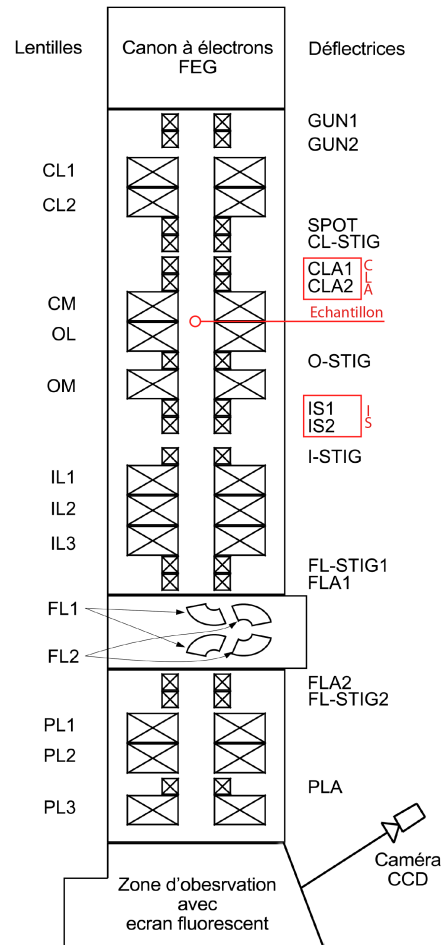 Lentilles
Canon à électrons
FEG
Déflectrices
GUN1
GUN2
CL1
CL2
SPOT
CL-STIG
CLA1
CLA2
CLA
Echantillon
CM
OL
O-STIG
OM
IS1
IS2
IS
I-STIG
IL1
IL2
IL3
FL-STIG1
FLA1
FL1
FL2
FLA2
FL-STIG2
PL1
PL2
PLA
PL3
Caméra
CCD
Zone d'obesrvation
avec
ecran fluorescent